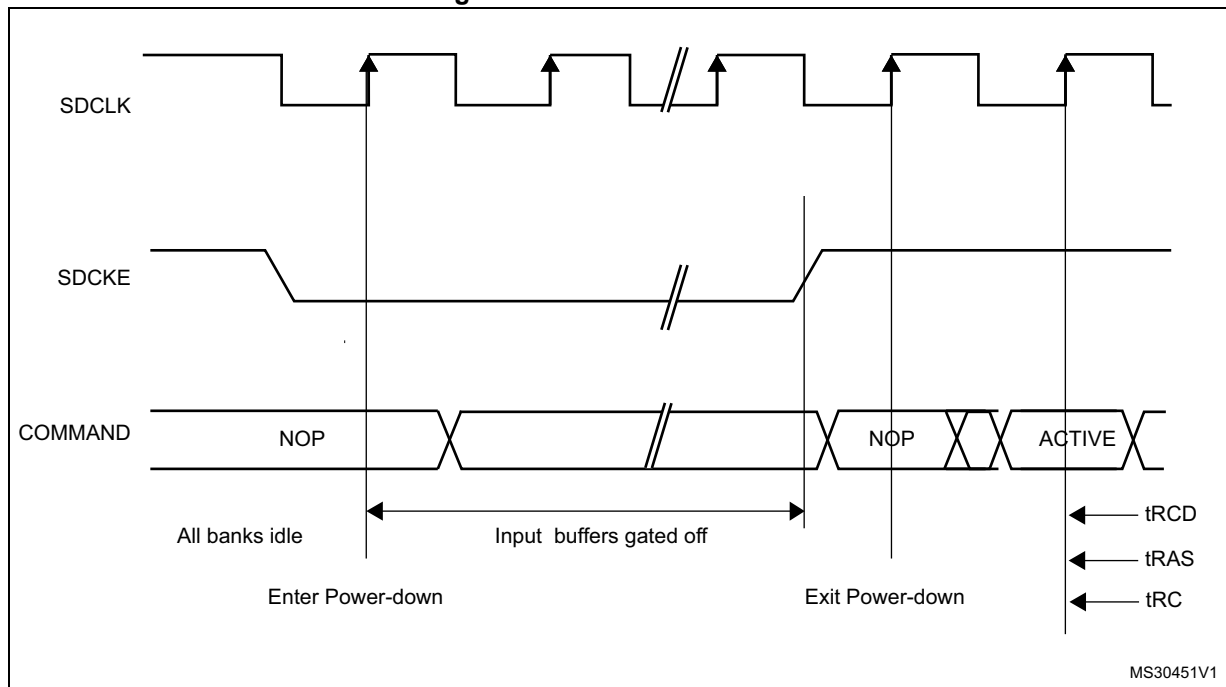 SDCLK
SDCKE
COMMAND
NOP
NOP
ACTIVE
All banks idle
Input buffers gated off
tRCD
tRAS
Enter Power-down
Exit Power-down
tRC
MS30451V1